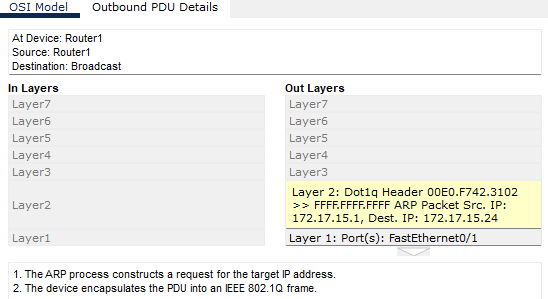 OSI Model Outbound PDU Details
At Device: Router1
Source: Router1
Destination: Broadcast
In Layers Out Layers
Layer7 Layer7
Layer6 Layer6
Layer5 Layer5
Layer4 Layer4
Layer3 Layer3
Layer2 Layer 2: Dot1q Header 00E0.F742.3102
>> FFFF.FFFF.FFFF ARP Packet Src. IP:
172.17.15.1, Dest. IP: 172.17.15.24
Layer1 Layer 1: Port(s): FastEthernet0/1
1. The ARP process constructs a request for the target IP address.
2. The device encapsulates the PDU into an IEEE 802.1Q frame.